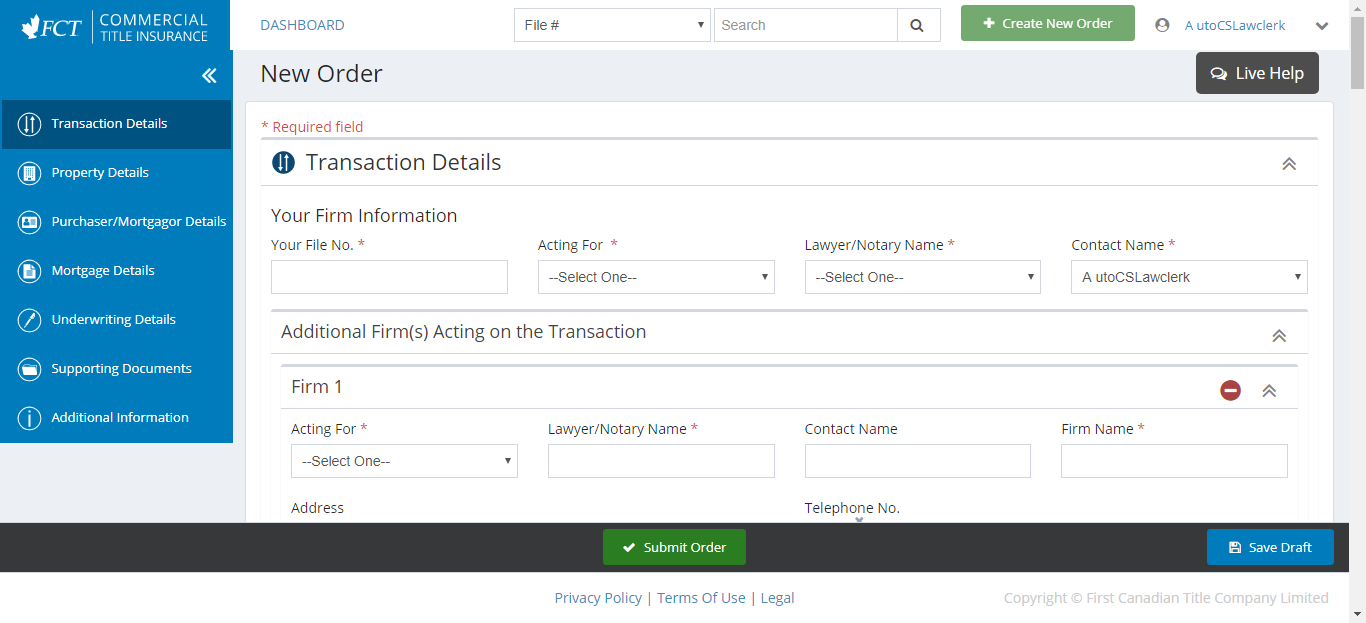 FCT COMMERCIAL TITLE INSURANCE
DASHBOARD
File #
Search
Create New Order
A utoCSLawclerk
New Order
Live Help
Transaction Details
Property Details
Purchaser/Mortgagor Details
Mortgage Details
Underwriting Details
Supporting Documents
Additional Information
* Required field
Transaction Details
Your Firm Information
Your File No. * Acting For * Lawyer/Notary Name * Contact Name *
--Select One-- --Select One-- A utoCSLawclerk
Additional Firm(s) Acting on the Transaction
Firm 1
Acting For * Lawyer/Notary Name * Contact Name Firm Name *
--Select One--
Address Telephone No.
Submit Order Save Draft
Privacy Policy | Terms Of Use | Legal
Copyright © First Canadian Title Company Limited